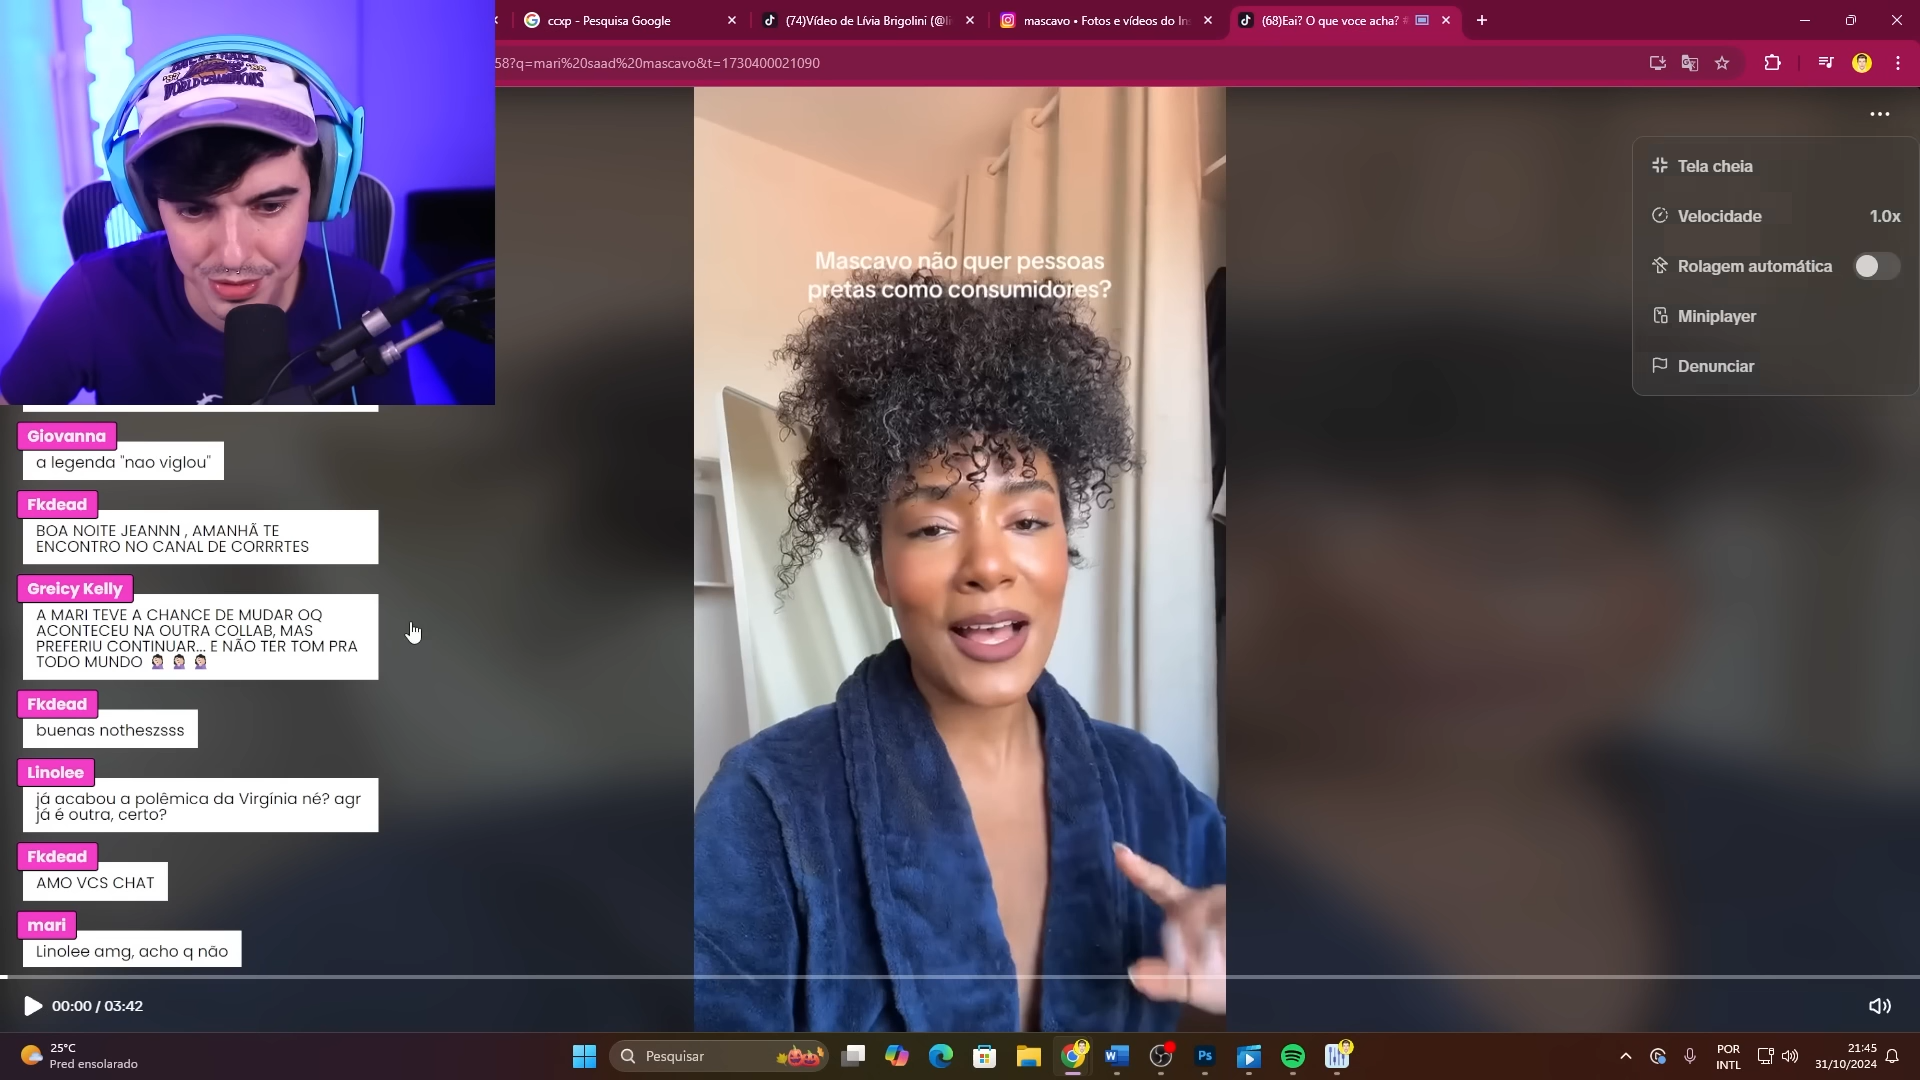 ccxp - Pesquisa Google
(74)Vídeo de Lívia Brigolini (@li
mascavo • Fotos e vídeos do In
(68)Eai? O que voce acha?
58?q=mari%20saad%20mascavo&t=1730400021090
WORLD CHAMPIONS
Mascavo não quer pessoas
pretas como consumidores?
Tela cheia
Velocidade 1.0x
Rolagem automática
Miniplayer
Denunciar
Giovanna
a legenda "nao viglou"
Fkdead
BOA NOITE JEANNN , AMANHÃ TE
ENCONTRO NO CANAL DE CORRRTES
Greicy Kelly
A MARI TEVE A CHANCE DE MUDAR OQ
ACONTECEU NA OUTRA COLLAB, MAS
PREFERIU CONTINUAR... E NÃO TER TOM PRA
TODO MUNDO 🤦🏻‍♀️ 🤦🏻‍♀️ 🤦🏻‍♀️
Fkdead
buenas notheszsss
Linolee
já acabou a polêmica da Virgínia né? agr
já é outra, certo?
Fkdead
AMO VCS CHAT
mari
Linolee amg, acho q não
00:00 / 03:42
25°C
Pred ensolarado
Pesquisar
POR
INTL
21:45
31/10/2024